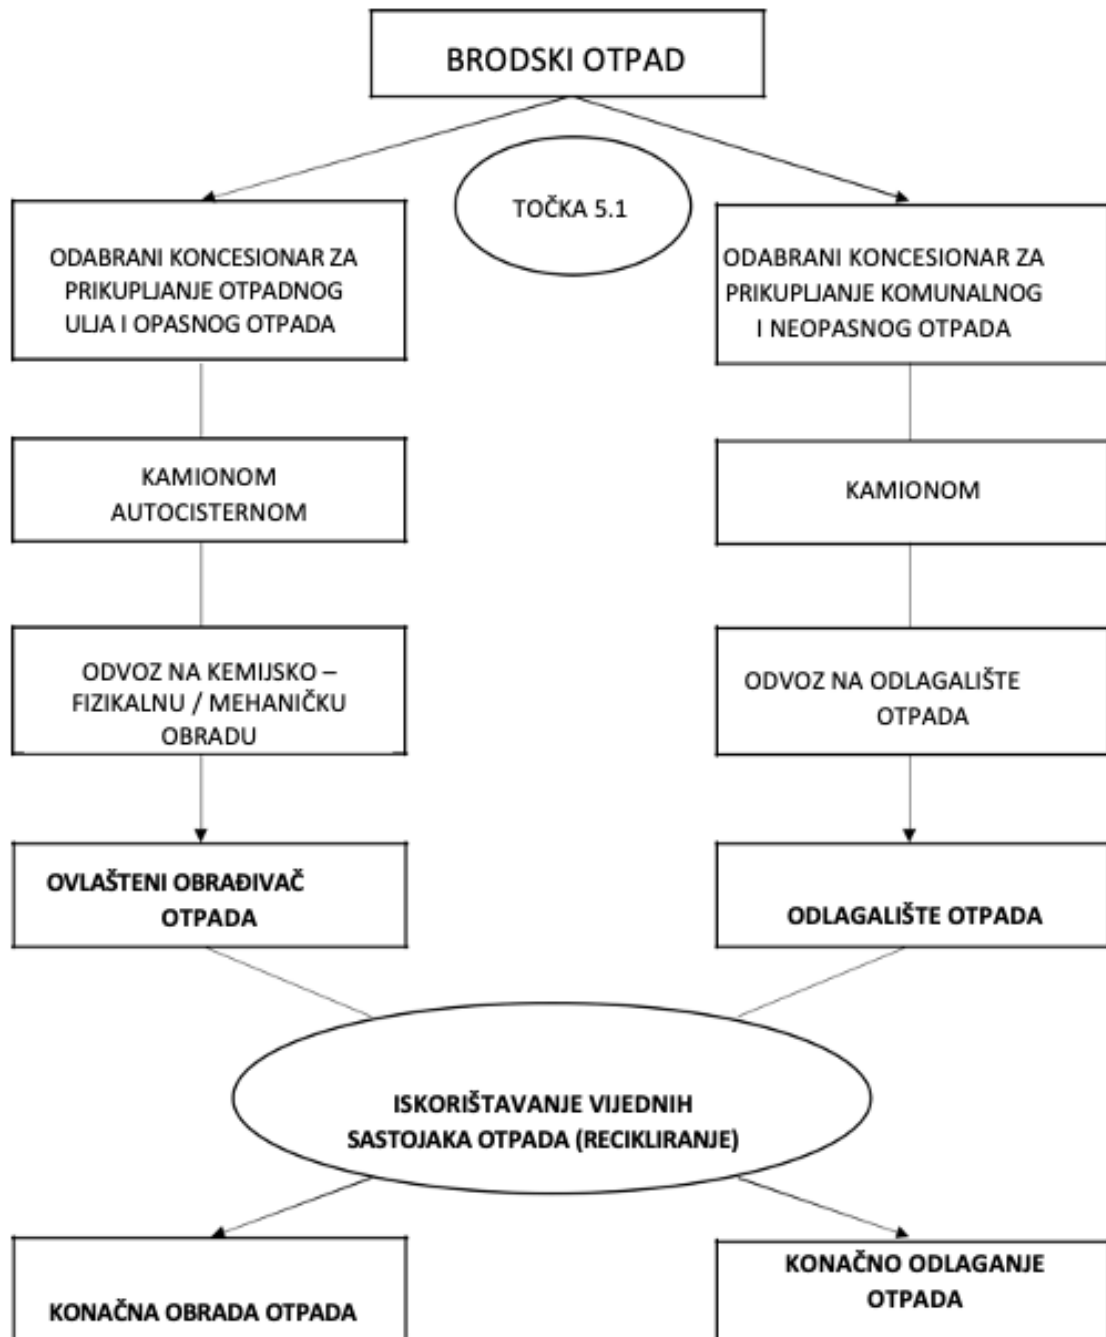 BRODSKI OTPAD
TOČKA 5.1
ODABRANI KONCESIONAR ZA
PRIKUPLJANJE OTPADNOG
ULJA I OPASNOG OTPADA
ODABRANI KONCESIONAR ZA
PRIKUPLJANJE KOMUNALNOG
I NEOPASNOG OTPADA
KAMIONOM
AUTOCISTERNOM
KAMIONOM
ODVOZ NA KEMIJSKO –
FIZIKALNU / MEHANIČKU
OBRADU
ODVOZ NA ODLAGALIŠTE
OTPADA
OVLAŠTENI OBRAĐIVAČ
OTPADA
ODLAGALIŠTE OTPADA
ISKORIŠTAVANJE VIJEDNIH
SASTOJAKA OTPADA (RECIKLIRANJE)
KONAČNA OBRADA OTPADA
KONAČNO ODLAGANJE
OTPADA